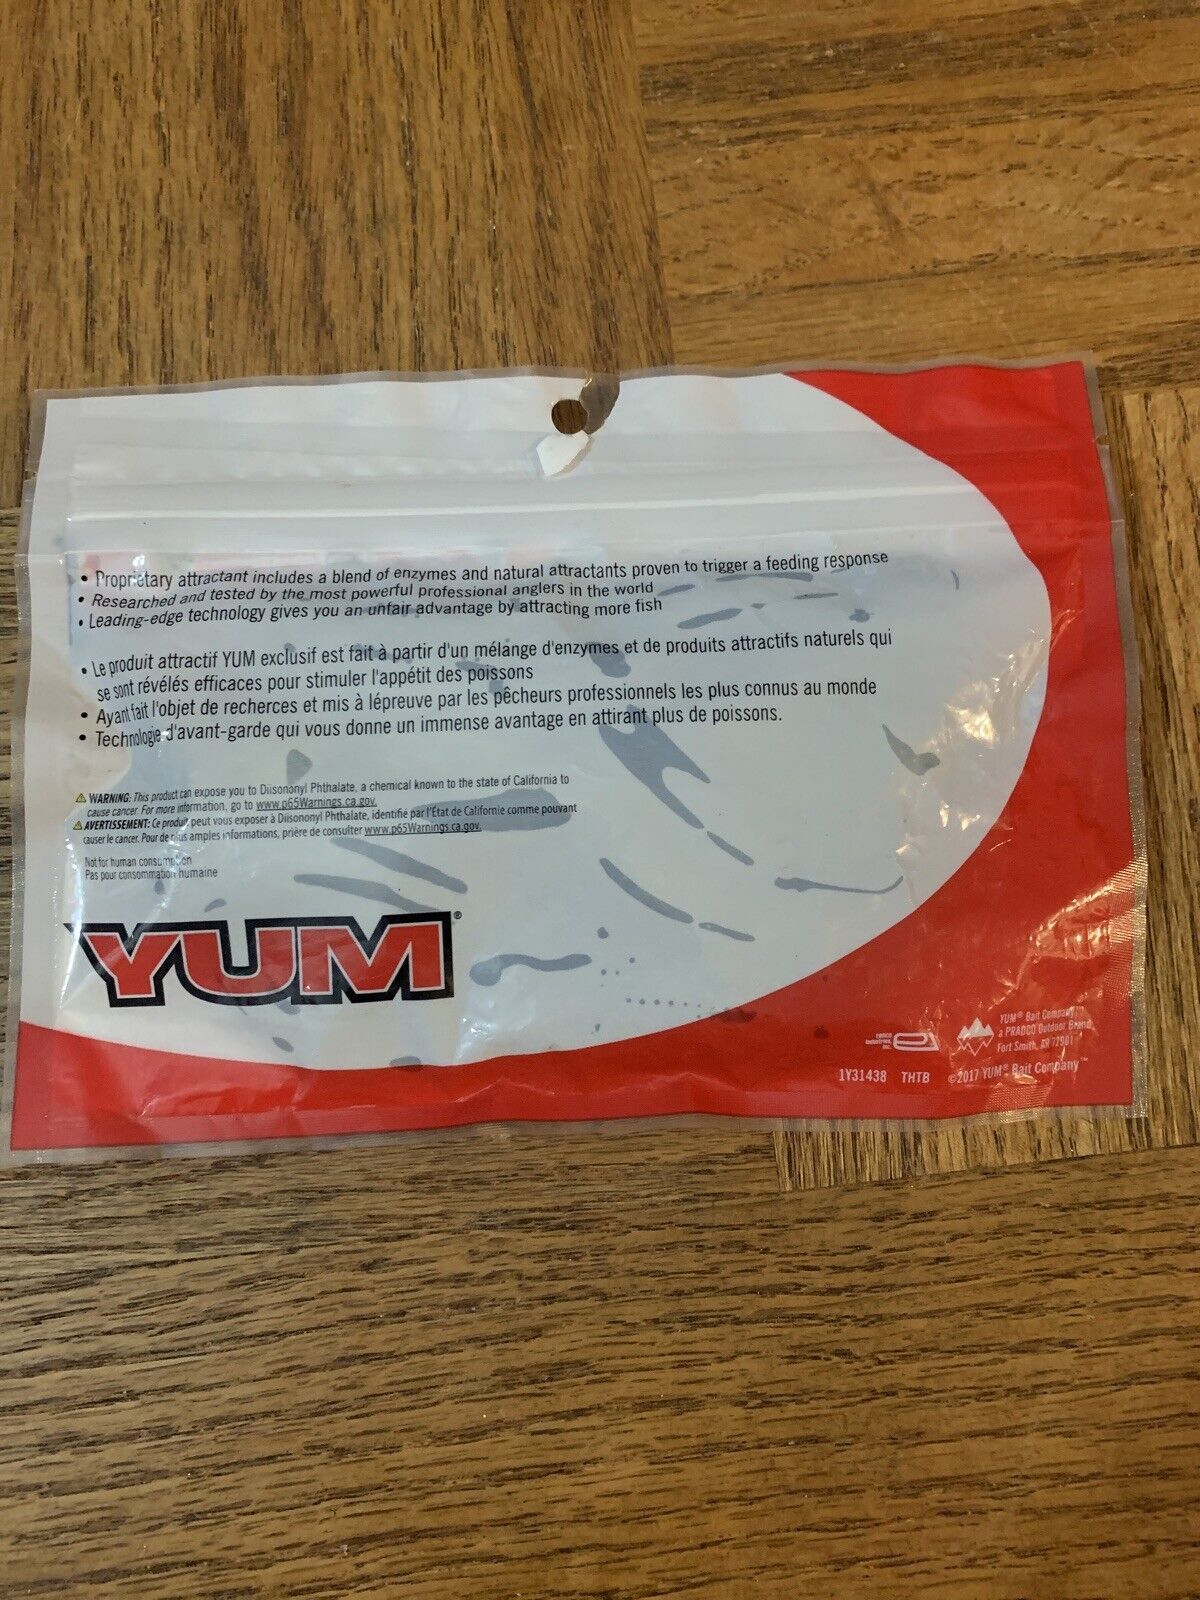 • Proprietary attractant includes a blend of enzymes and natural attractants proven to trigger a feeding response
• Researched and tested by the most powerful professional anglers in the world
• Leading-edge technology gives you an unfair advantage by attracting more fish
• Le produit attractif YUM exclusif est fait à partir d'un mélange d'enzymes et de produits attractifs naturels qui
se sont révélés efficaces pour stimuler l'appétit des poissons
• Ayant fait l'objet de recherces et mis à lépreuve par les pêcheurs professionnels les plus connus au monde
• Technologie d'avant-garde qui vous donne un immense avantage en attirant plus de poissons.
⚠ WARNING: This product can expose you to Diisononyl Phthalate, a chemical known to the state of California to
cause cancer. For more information, go to www.p65Warnings.ca.gov.
⚠ AVERTISSEMENT: Ce produit peut vous exposer à Diisononyl Phthalate, identifié par l'État de Californie comme pouvant
causer le cancer. Pour de plus amples informations, prière de consulter www.p65Warnings.ca.gov.
Not for human consumption
Pas pour consommation humaine
YUM®
ebsco
industries,
inc.
YUM® Bait Company,
a PRADCO Outdoor Brand
Fort Smith, AR 72901
1Y31438 THTB ©2017 YUM® Bait Company™